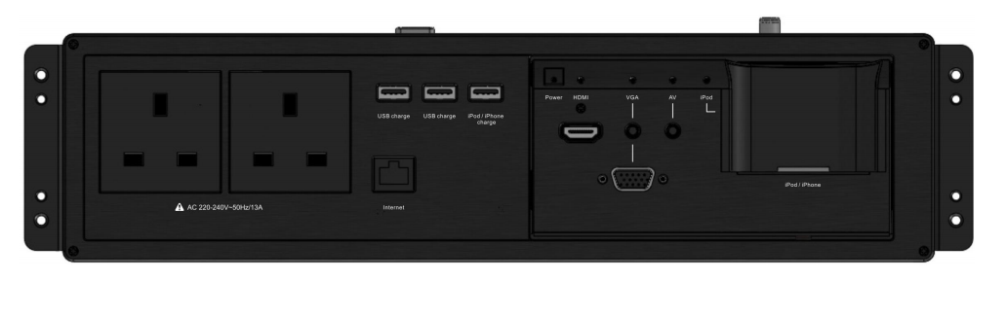 USB charge
USB charge
iPod / iPhone
charge
Internet
AC 220-240V~50Hz/13A
Power
HDMI
VGA
AV
iPod
iPod / iPhone